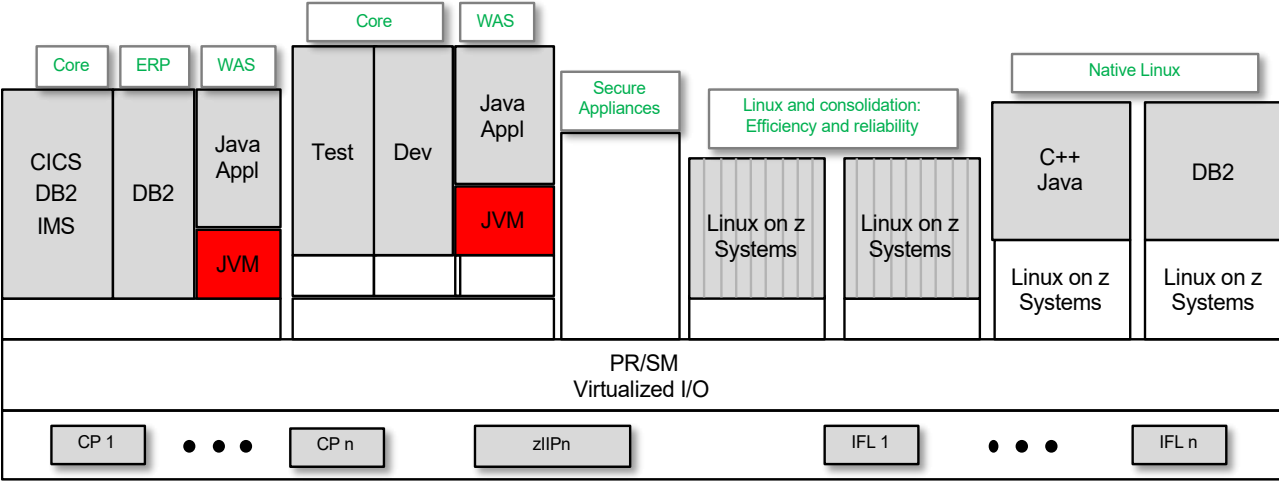 Core
ERP
WAS
Core
WAS
Secure
Appliances
Linux and consolidation:
Efficiency and reliability
Native Linux
CICS
DB2
IMS
DB2
Java
Appl
JVM
Test
Dev
Java
Appl
JVM
Linux on z
Systems
Linux on z
Systems
C++
Java
Linux on z
Systems
DB2
Linux on z
Systems
PR/SM
Virtualized I/O
CP 1
CP n
zIIPn
IFL 1
IFL n